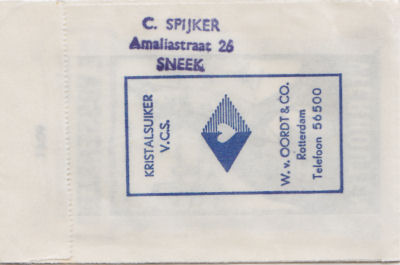 C. SPIJKER
Amaliastraat 26
SNEEK
KRISTALSUIKER
V.C.S.
W. v. OORDT & CO.
Rotterdam
Telefoon 56500